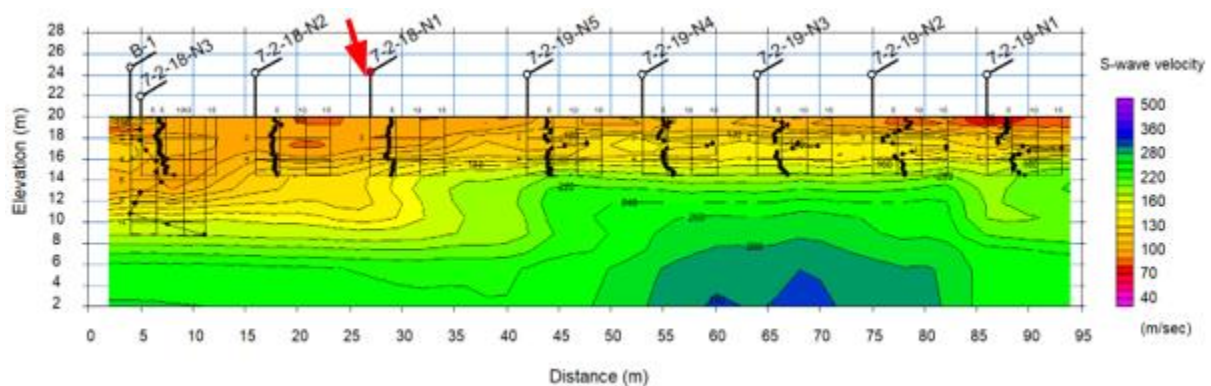 28
26
24
22
20
18
16
14
12
10
8
6
4
2
Elevation (m)
B-1
7-2-18-N3
7-2-18-N2
7-2-18-N1
7-2-19-N5
7-2-19-N4
7-2-19-N3
7-2-19-N2
7-2-19-N1
0 5 10 15 20 25 30 35 40 45 50 55 60 65 70 75 80 85 90 95
Distance (m)
S-wave velocity
500
360
280
220
160
130
100
70
40
(m/sec)